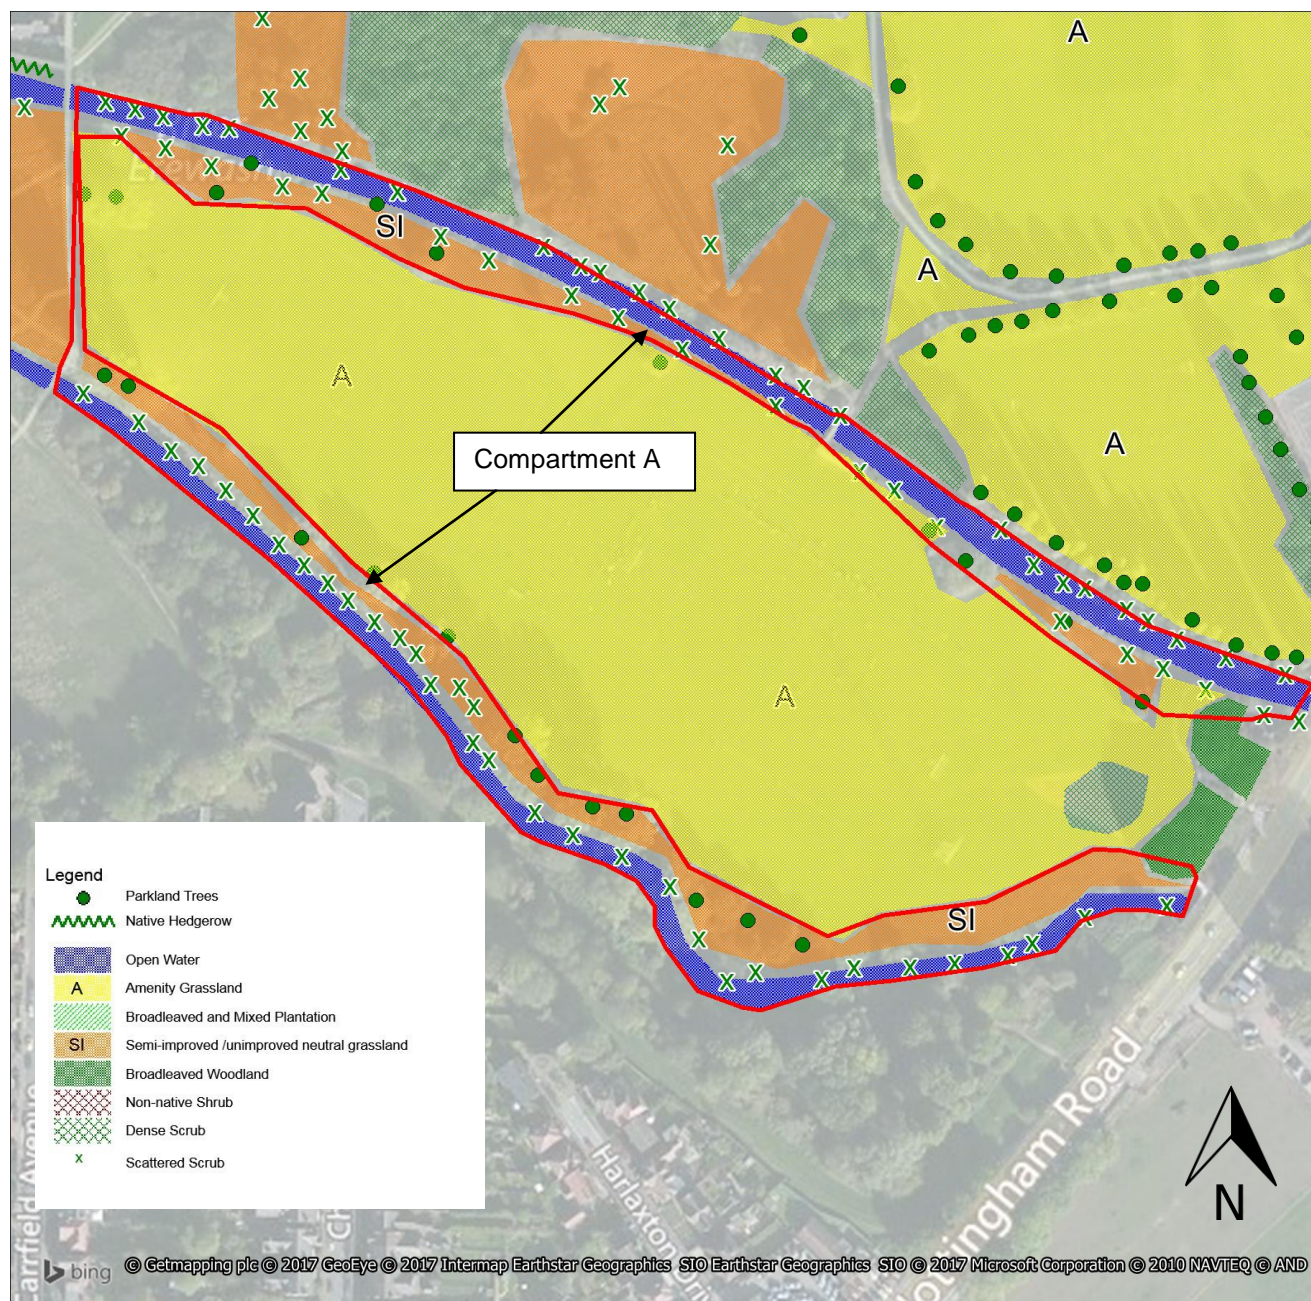 A
Erewash
SI
A
A
A
Compartment A
A
SI
Legend
Parkland Trees
Native Hedgerow
Open Water
A Amenity Grassland
Broadleaved and Mixed Plantation
SI Semi-improved /unimproved neutral grassland
Broadleaved Woodland
Non-native Shrub
Dense Scrub
x Scattered Scrub
Harlaxton
ingham Road
N
bing © Getmapping plc © 2017 GeoEye © 2017 Intermap Earthstar Geographics SIO Earthstar Geographics SIO © 2017 Microsoft Corporation © 2010 NAVTEQ © AND